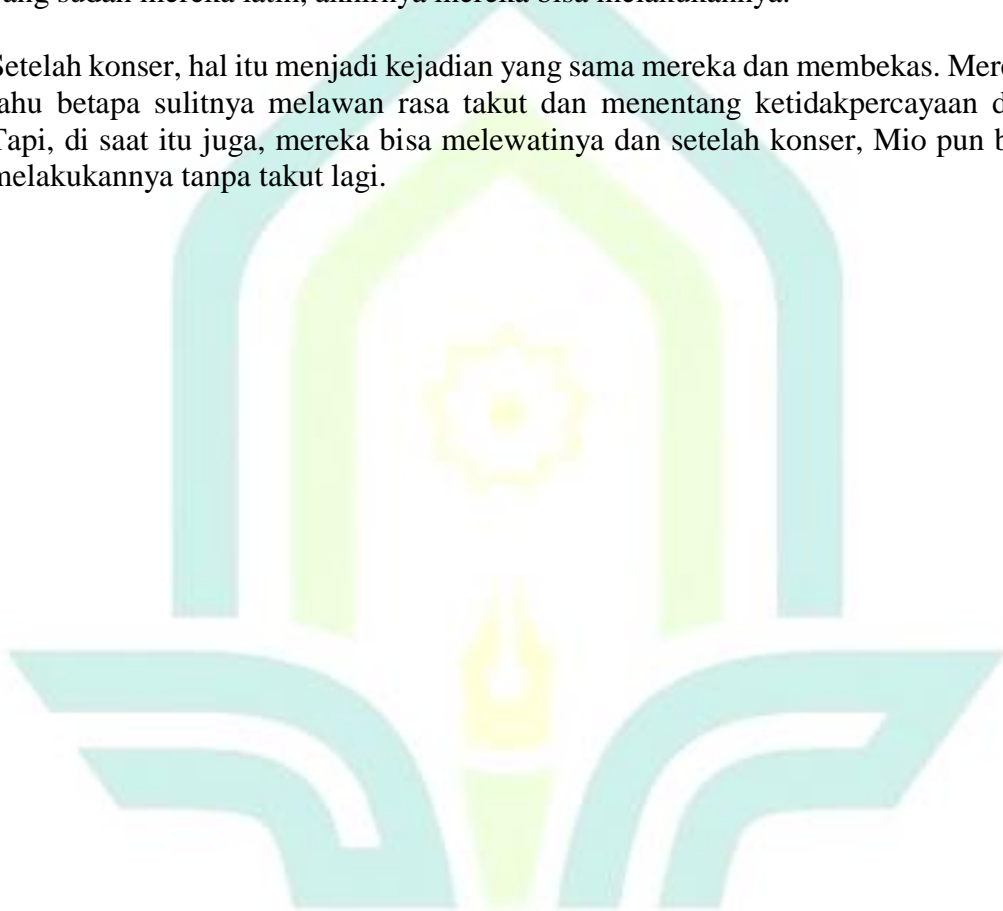 yang sudah mereka latih, akhirnya mereka bisa melakukannya.
Setelah konser, hal itu menjadi kejadian yang sama mereka dan membekas.
tahu betapa sulitnya melawan rasa takut dan menentang ketidakpercayaan
Tapi, di saat itu juga, mereka bisa melewatinya dan setelah konser, Mio pun
melakukannya tanpa takut lagi.